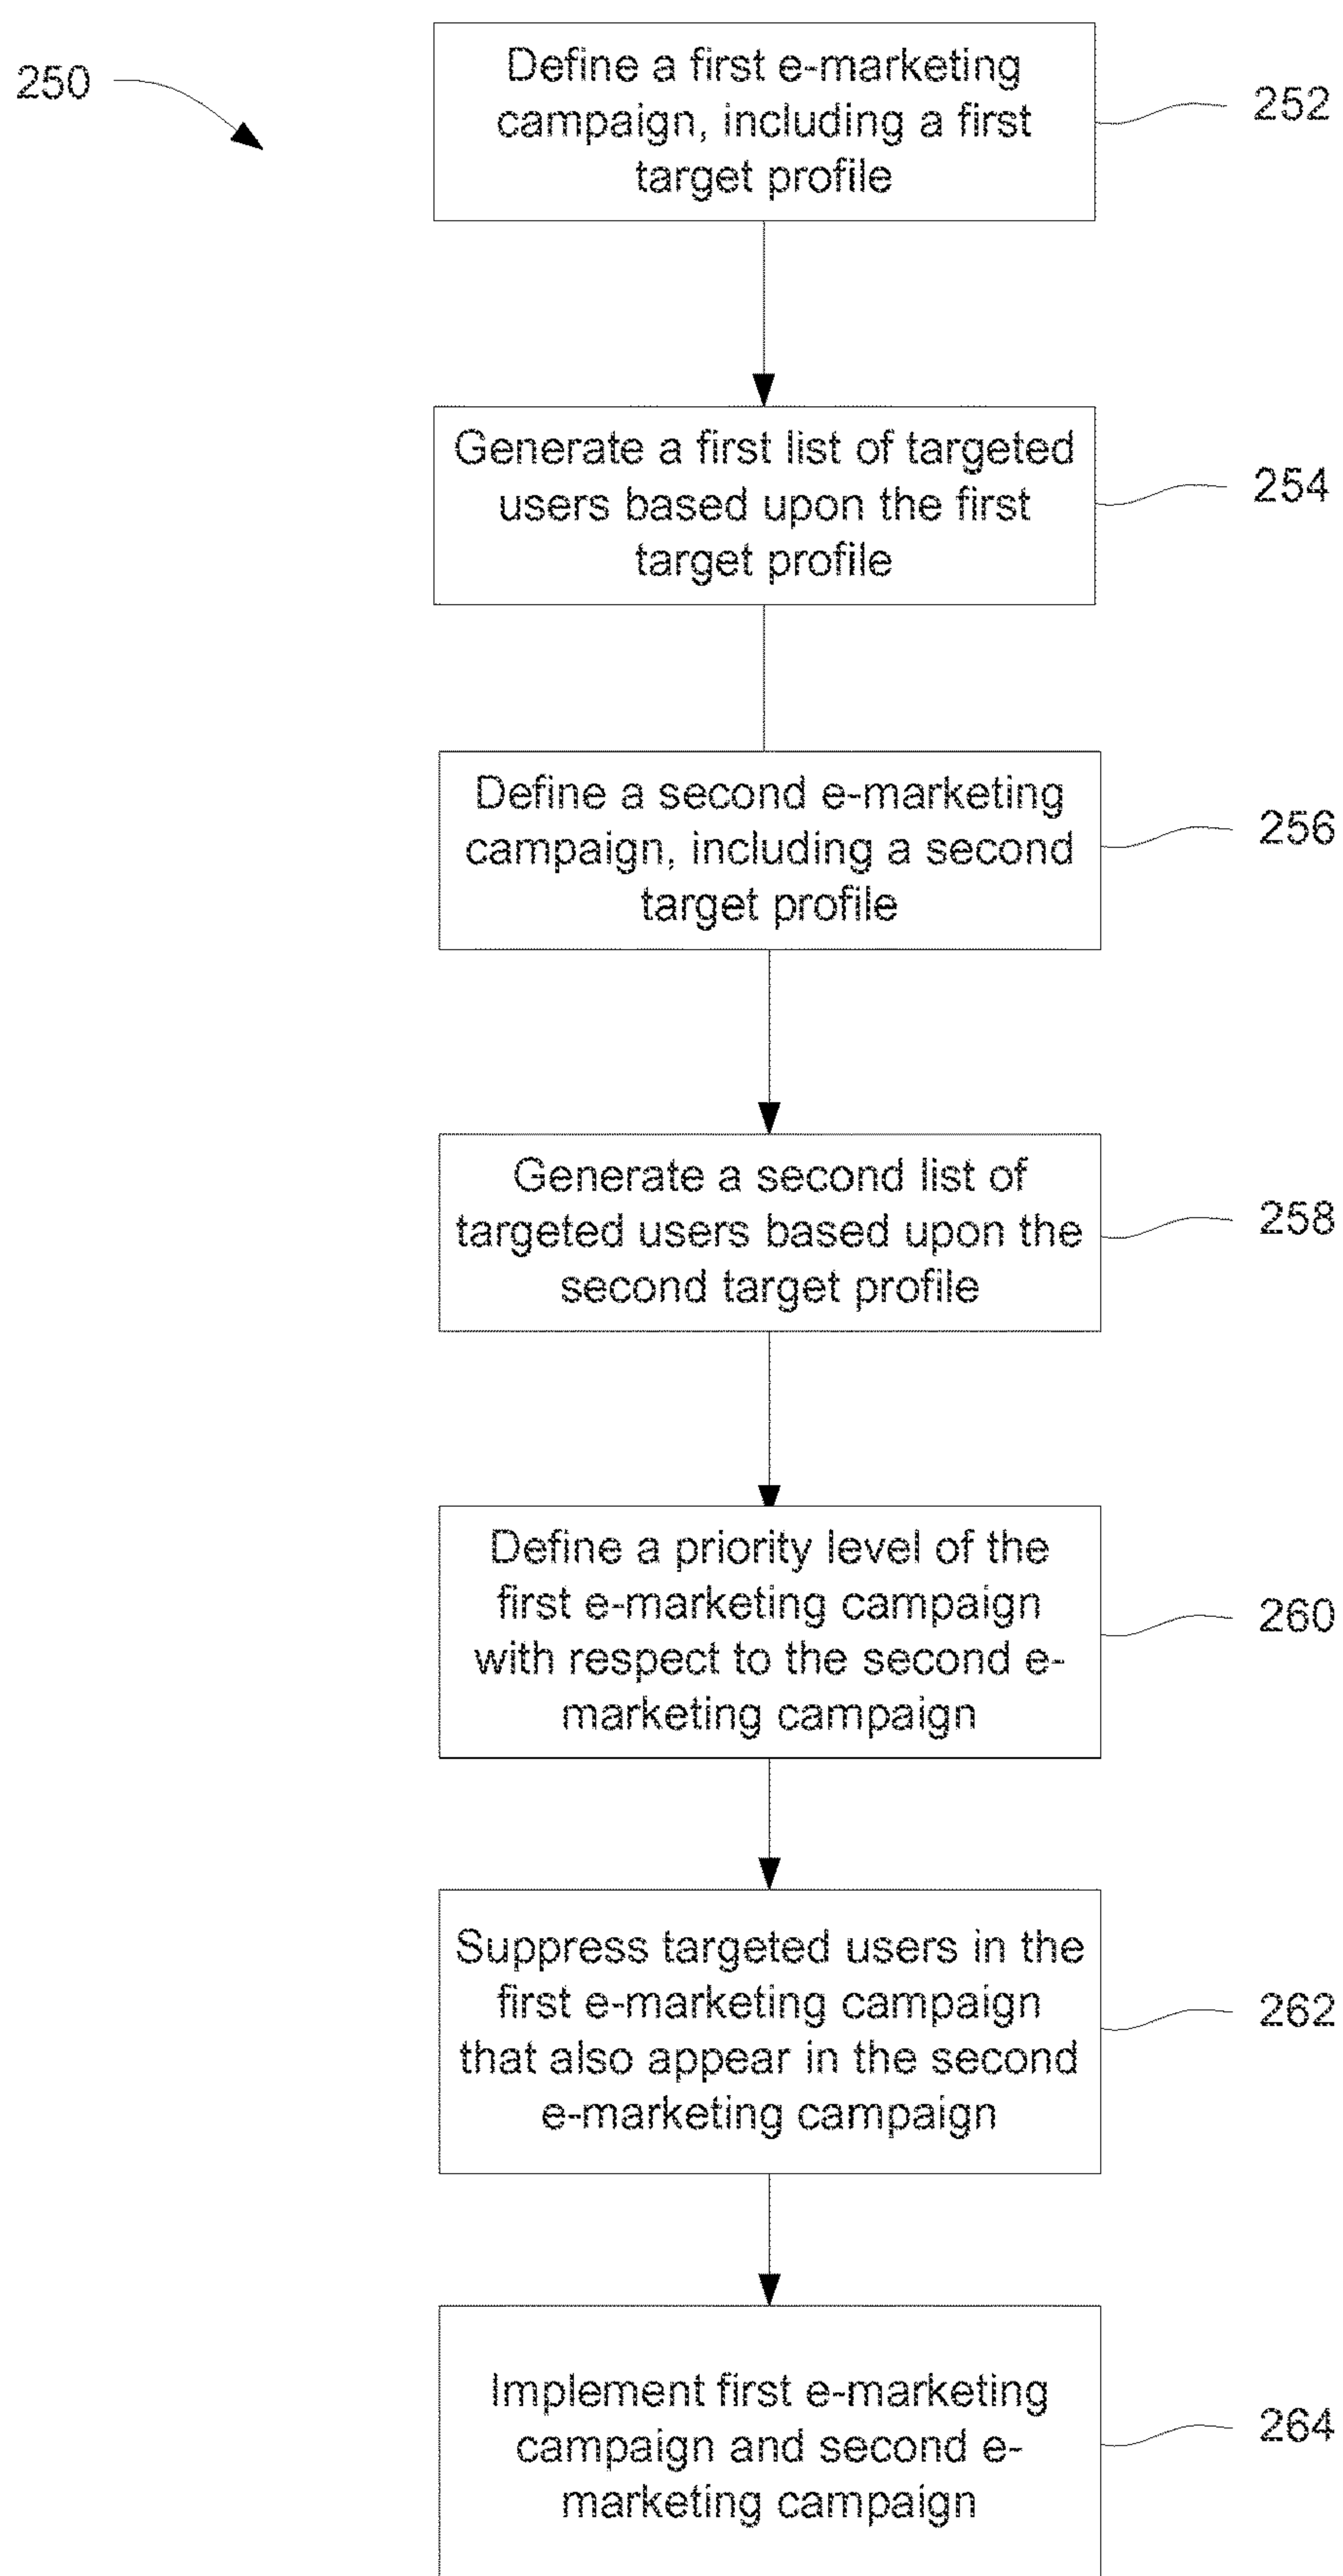 250
Define a first e-marketing
campaign, including a first
target profile
252
Generate a first list of targeted
users based upon the first
target profile
254
Define a second e-marketing
campaign, including a second
target profile
256
Generate a second list of
targeted users based upon the
second target profile
258
Define a priority level of the
first e-marketing campaign
with respect to the second e-
marketing campaign
260
Suppress targeted users in the
first e-marketing campaign
that also appear in the second
e-marketing campaign
262
Implement first e-marketing
campaign and second e-
marketing campaign
264